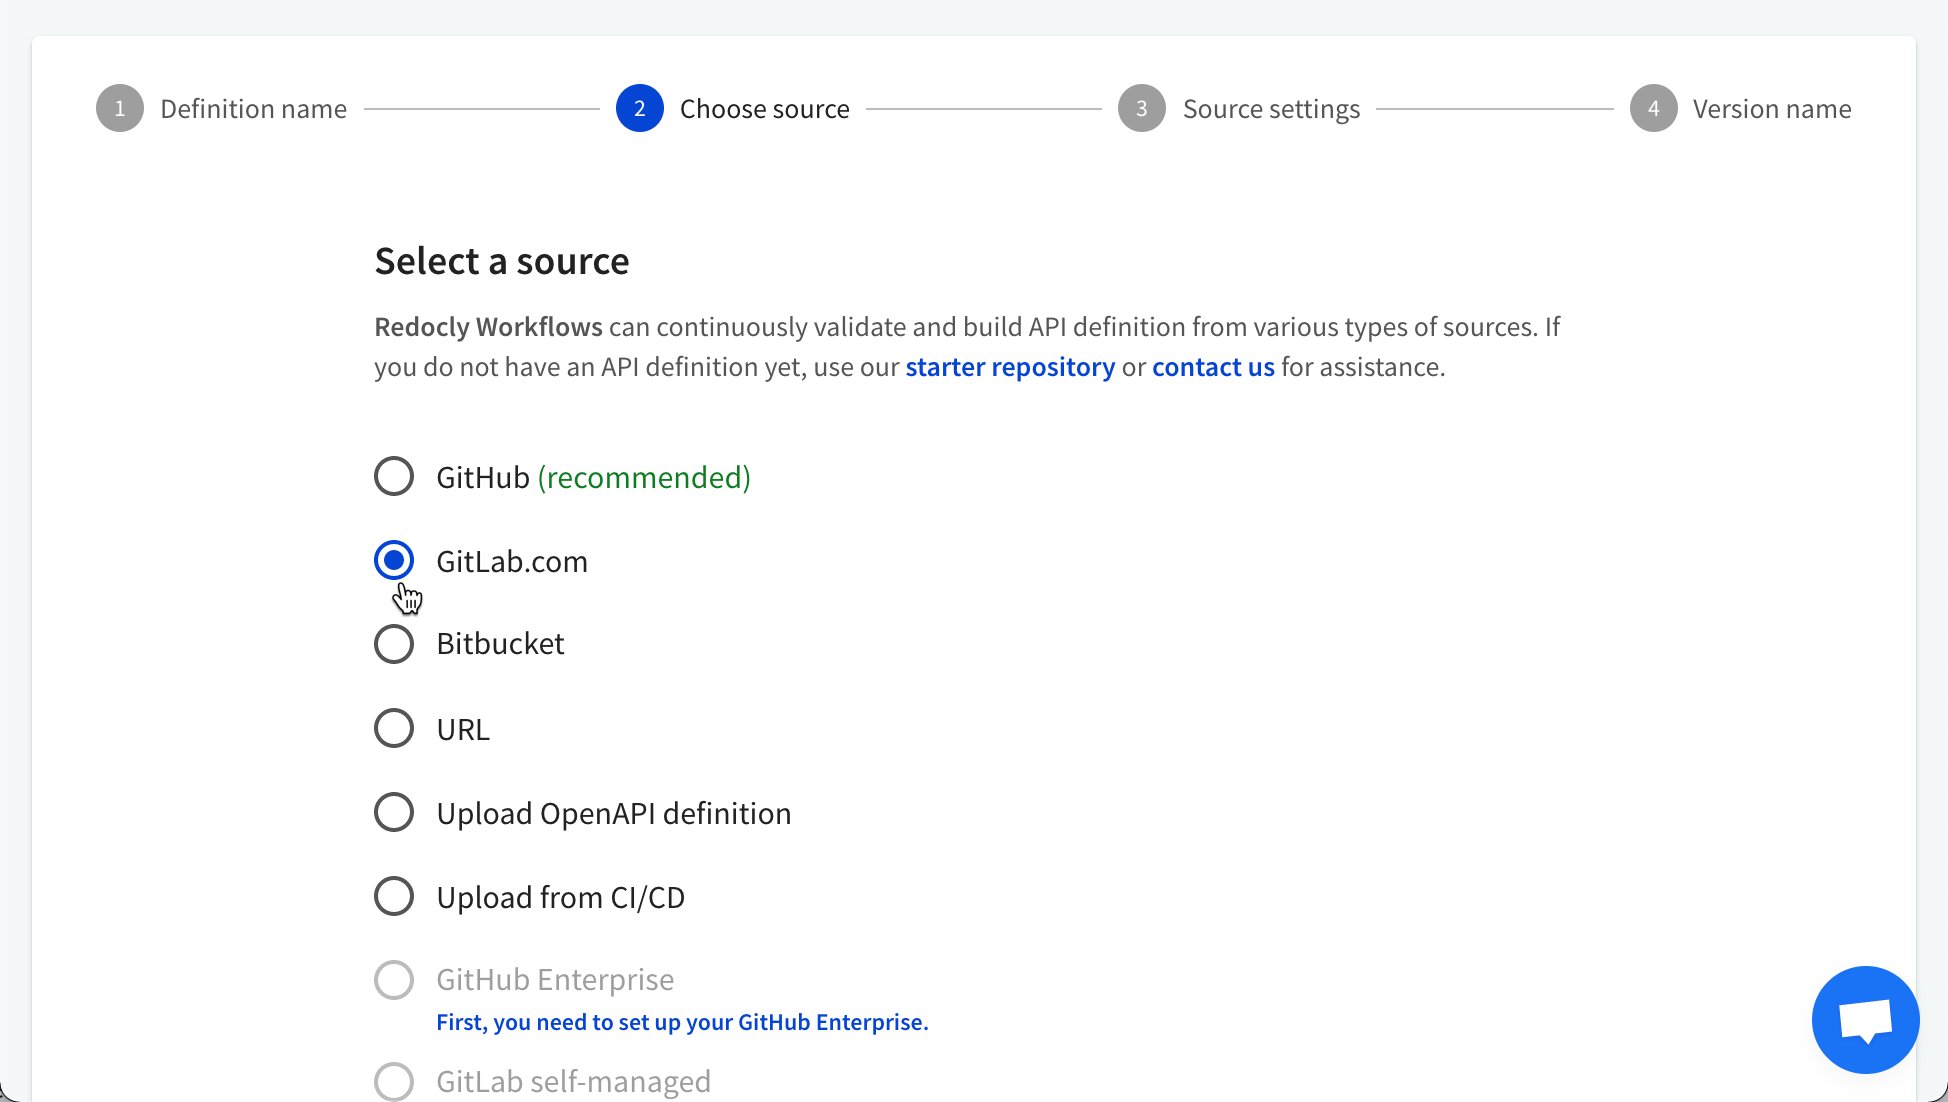 1 Definition name 2 Choose source 3 Source settings 4 Version name
Select a source
Redocly Workflows can continuously validate and build API definition from various types of sources. If
you do not have an API definition yet, use our starter repository or contact us for assistance.
GitHub (recommended)
GitLab.com
Bitbucket
URL
Upload OpenAPI definition
Upload from CI/CD
GitHub Enterprise
First, you need to set up your GitHub Enterprise.
GitLab self-managed